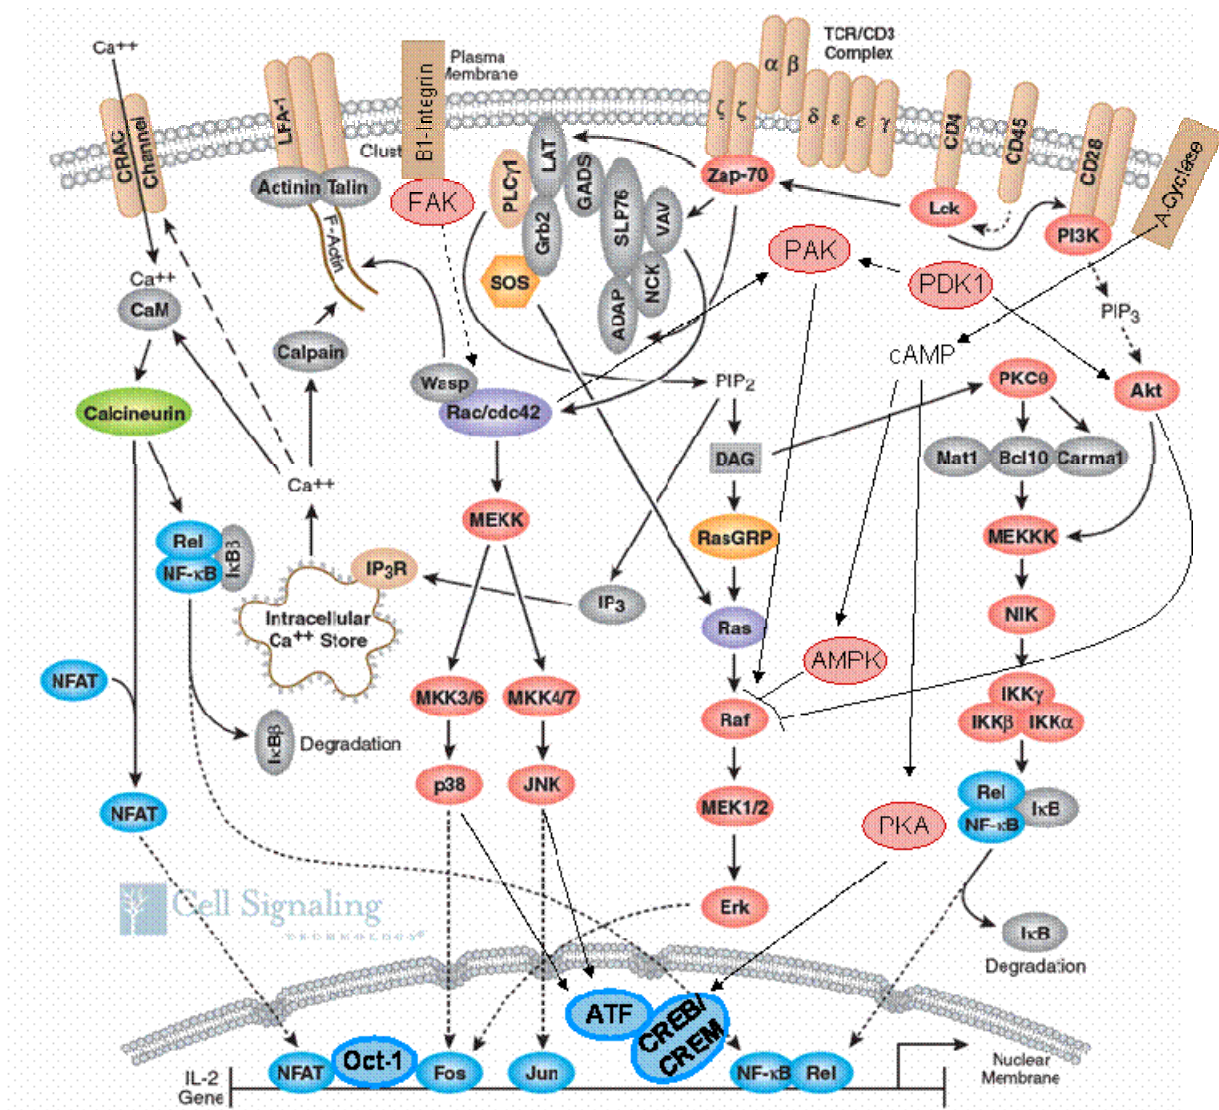 Ca++
TCR/CD3
Complex
Plasma
Membrane
CRAC
Channel
LFA-1
Clust
B1-Integrin
α β
ζ ζ
δ ε ε γ
CD4
CD45
CD28
A-Cyclase
Actinin Talin
F-Actin
FAK
PLCγ1
LAT
Grb2
GADS
SLP76
VAV
NCK
ADAP
SOS
Zap-70
Lck
PI3K
PAK
PDK1
PIP3
Ca++
CaM
Calpain
Wasp
Rac/cdc42
PIP2
cAMP
PKCθ
Akt
Calcineurin
DAG
Mat1 Bcl10 Carma1
Ca++
MEKK
RasGRP
MEKKK
Rel
NF-κB
IκBβ
IP3R
Intracellular
Ca++ Store
IP3
Ras
NIK
AMPK
NFAT
MKK3/6
MKK4/7
Raf
IKKγ
IKKβ IKKα
IκBβ
Degradation
p38
JNK
MEK1/2
NFAT
PKA
Rel
NF-κB
IκB
Cell Signaling
TECHNOLOGY®
Erk
IκB
Degradation
ATF
CREB/
CREM
Oct-1
NFAT
Fos
Jun
NF-κB Rel
IL-2
Gene
Nuclear
Membrane